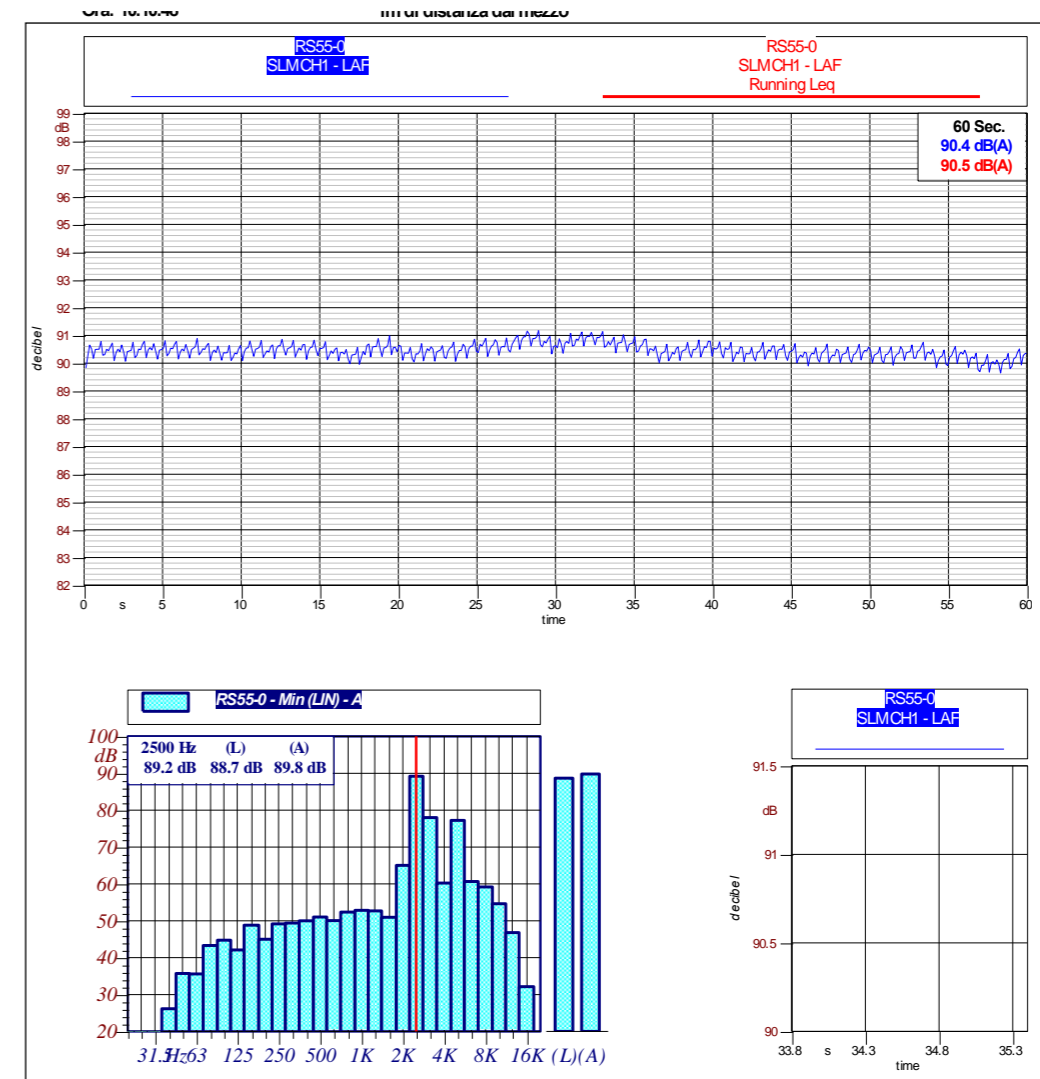 RS55-0
SLMCH1 - LAF
RS55-0
SLMCH1 - LAF
Running Leq
99
dB
98
97
96
95
94
93
92
91
90
89
88
87
86
85
84
83
82
decibel
60 Sec.
90.4 dB(A)
90.5 dB(A)
0 s 5 10 15 20 25 30 35 40 45 50 55 60
time
RS55-0 - Min (LIN) - A
100
dB
90
80
70
60
50
40
30
20
2500 Hz (L) (A)
89.2 dB 88.7 dB 89.8 dB
31.5Hz 63 125 250 500 1K 2K 4K 8K 16K (L) (A)
RS55-0
SLMCH1 - LAF
91.5
dB
91
90.5
90
decibel
33.8 s 34.3 34.8 35.3
time